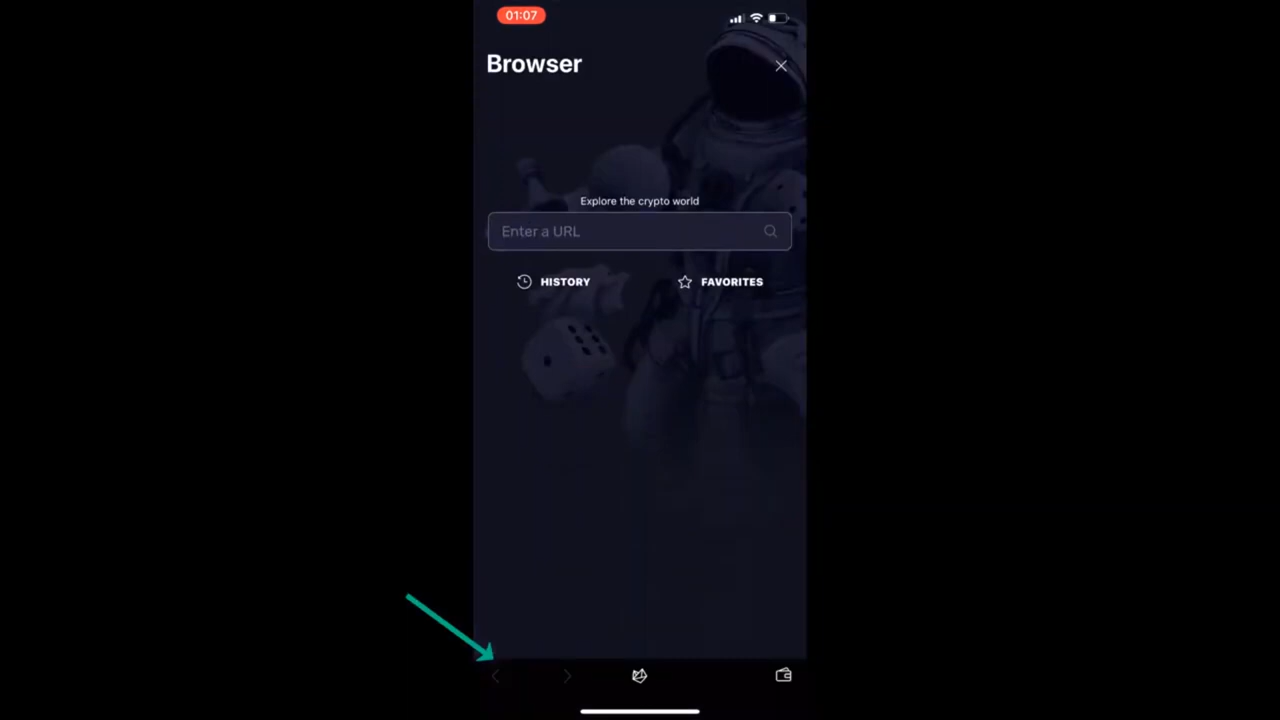 01:07
Browser
Explore the crypto world
Enter a URL
HISTORY
FAVORITES